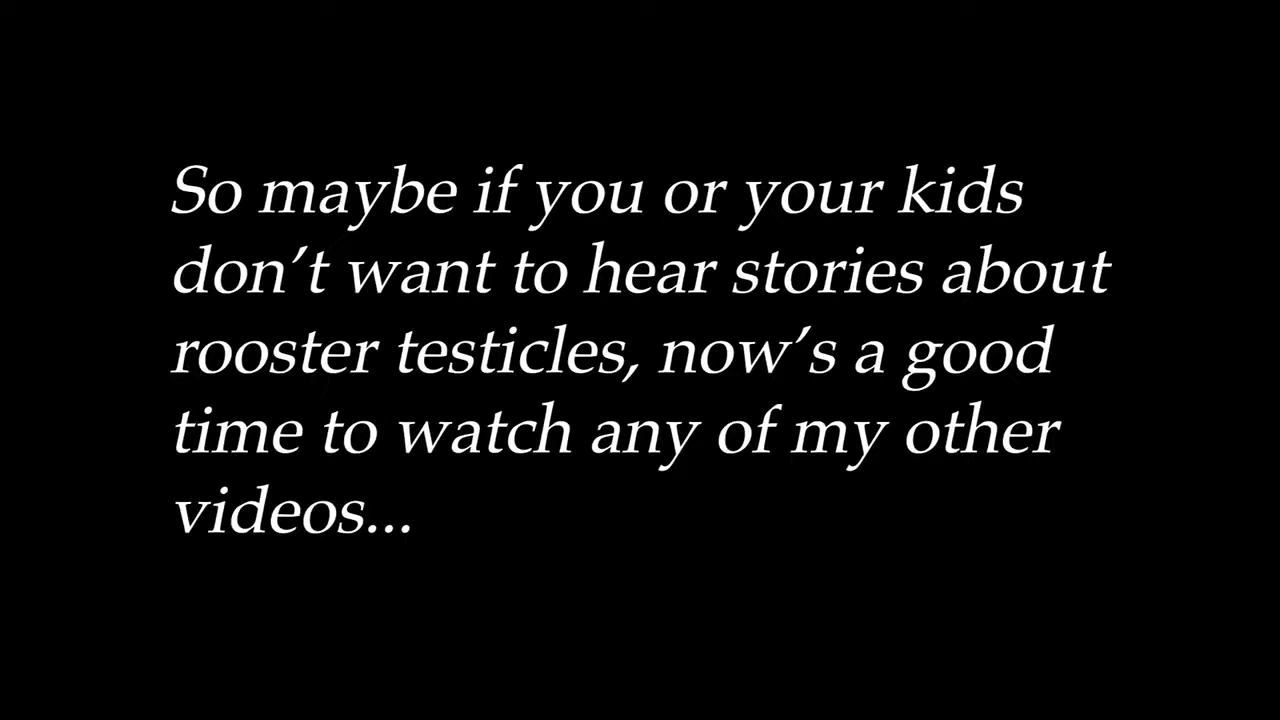 So maybe if you or your kids
don’t want to hear stories about
rooster testicles, now’s a good
time to watch any of my other
videos...